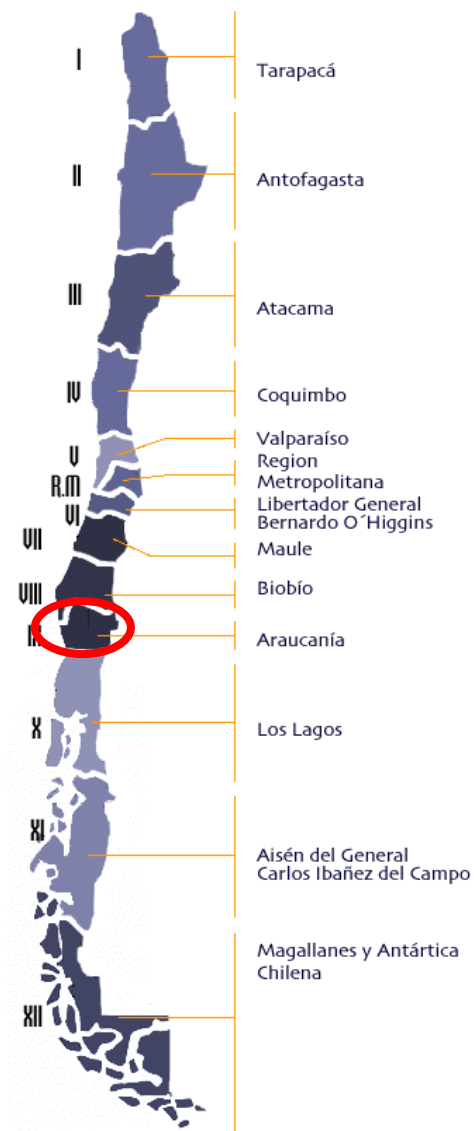 I
Tarapacá
II
Antofagasta
III
Atacama
IV
Coquimbo
V
Valparaíso
R.M
Region
Metropolitana
VI
Libertador General
Bernardo O´Higgins
VII
Maule
VIII
Biobío
Araucanía
X
Los Lagos
XI
Aisén del General
Carlos Ibañez del Campo
Magallanes y Antártica
Chilena
XII